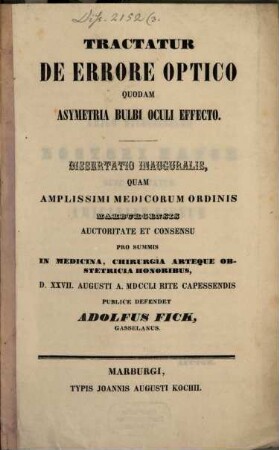 Diss. 2152 (3.
TRACTATUR
DE ERRORE OPTICO
QUODAM
ASYMETRIA BULBI OCULI EFFECTO.
DISSERTATIO INAUGURALIS,
QUAM
AMPLISSIMI MEDICORUM ORDINIS
MARBURGENSIS
AUCTORITATE ET CONSENSU
PRO SUMMIS
IN MEDICINA, CHIRURGIA ARTEQUE OB-
STETRICIA HONORIBUS,
D. XXVII. AUGUSTI A. MDCCLI RITE CAPESSENDIS
PUBLICE DEFENDET
ADOLFUS FICK,
CASSELANUS.
MARBURGI,
TYPIS JOANNIS AUGUSTI KOCHII.